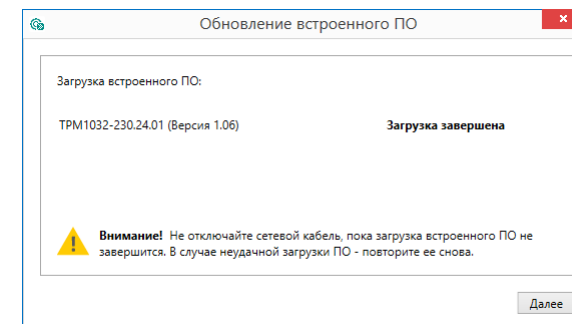 Обновление встроенного ПО
Загрузка встроенного ПО:
ТРМ1032-230.24.01 (Версия 1.06) Загрузка завершена
Внимание! Не отключайте сетевой кабель, пока загрузка встроенного ПО не
завершится. В случае неудачной загрузки ПО - повторите ее снова.
Далее